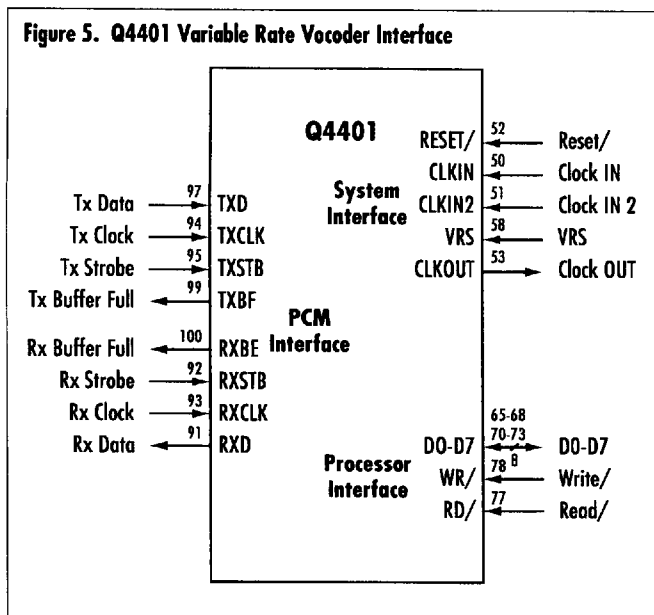 Figure 5. Q4401 Variable Rate Vocoder Interface
Q4401
RESET/ 52 Reset/
CLKIN 50 Clock IN
System
Interface
CLKIN2 51 Clock IN 2
VRS 58 VRS
CLKOUT 53 Clock OUT
Tx Data 97 TXD
Tx Clock 94 TXCLK
Tx Strobe 95 TXSTB
Tx Buffer Full 99 TXBF
PCM
Interface
Rx Buffer Full 100 RXBE
Rx Strobe 92 RXSTB
Rx Clock 93 RXCLK
Rx Data 91 RXD
65-68
70-73
D0-D7 8 D0-D7
Processor
Interface
WR/ 78 Write/
RD/ 77 Read/